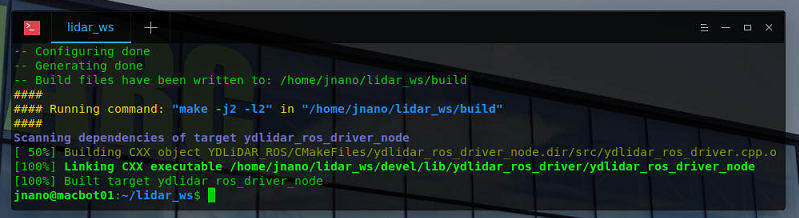 lidar_ws
-- Configuring done
-- Generating done
-- Build files have been written to: /home/jnano/lidar_ws/build
####
#### Running command: "make -j2 -l2" in "/home/jnano/lidar_ws/build"
####
Scanning dependencies of target ydlidar_ros_driver_node
[ 50%] Building CXX object YDLiDAR_ROS/CMakeFiles/ydlidar_ros_driver_node.dir/src/ydlidar_ros_driver.cpp.o
[100%] Linking CXX executable /home/jnano/lidar_ws/devel/lib/ydlidar_ros_driver/ydlidar_ros_driver_node
[100%] Built target ydlidar_ros_driver_node
jnano@macbot01:~/lidar_ws$